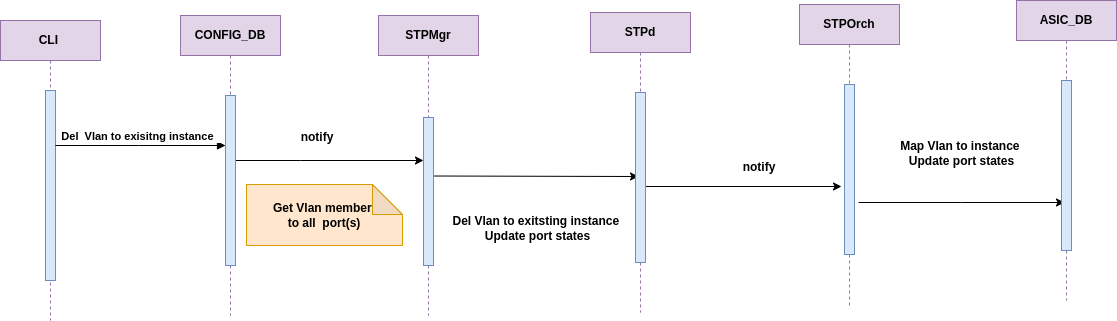 CLI
CONFIG_DB
STPMgr
STPd
STPOrch
ASIC_DB
Del Vlan to exisitng instance
notify
Get Vlan member
to all port(s)
Del Vlan to exitsting instance
Update port states
notify
Map Vlan to instance
Update port states